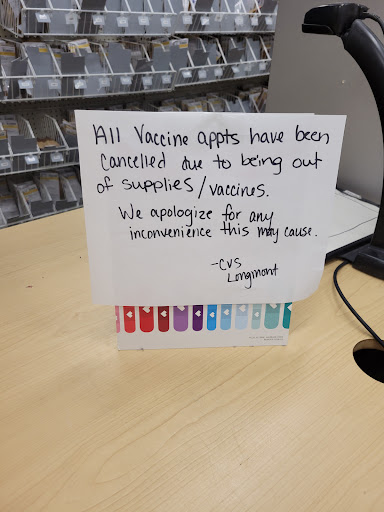 All Vaccine appts have been
cancelled due to being out
of supplies/vaccines.
We apologize for any
inconvenience this may cause.
-CVS
Longmont